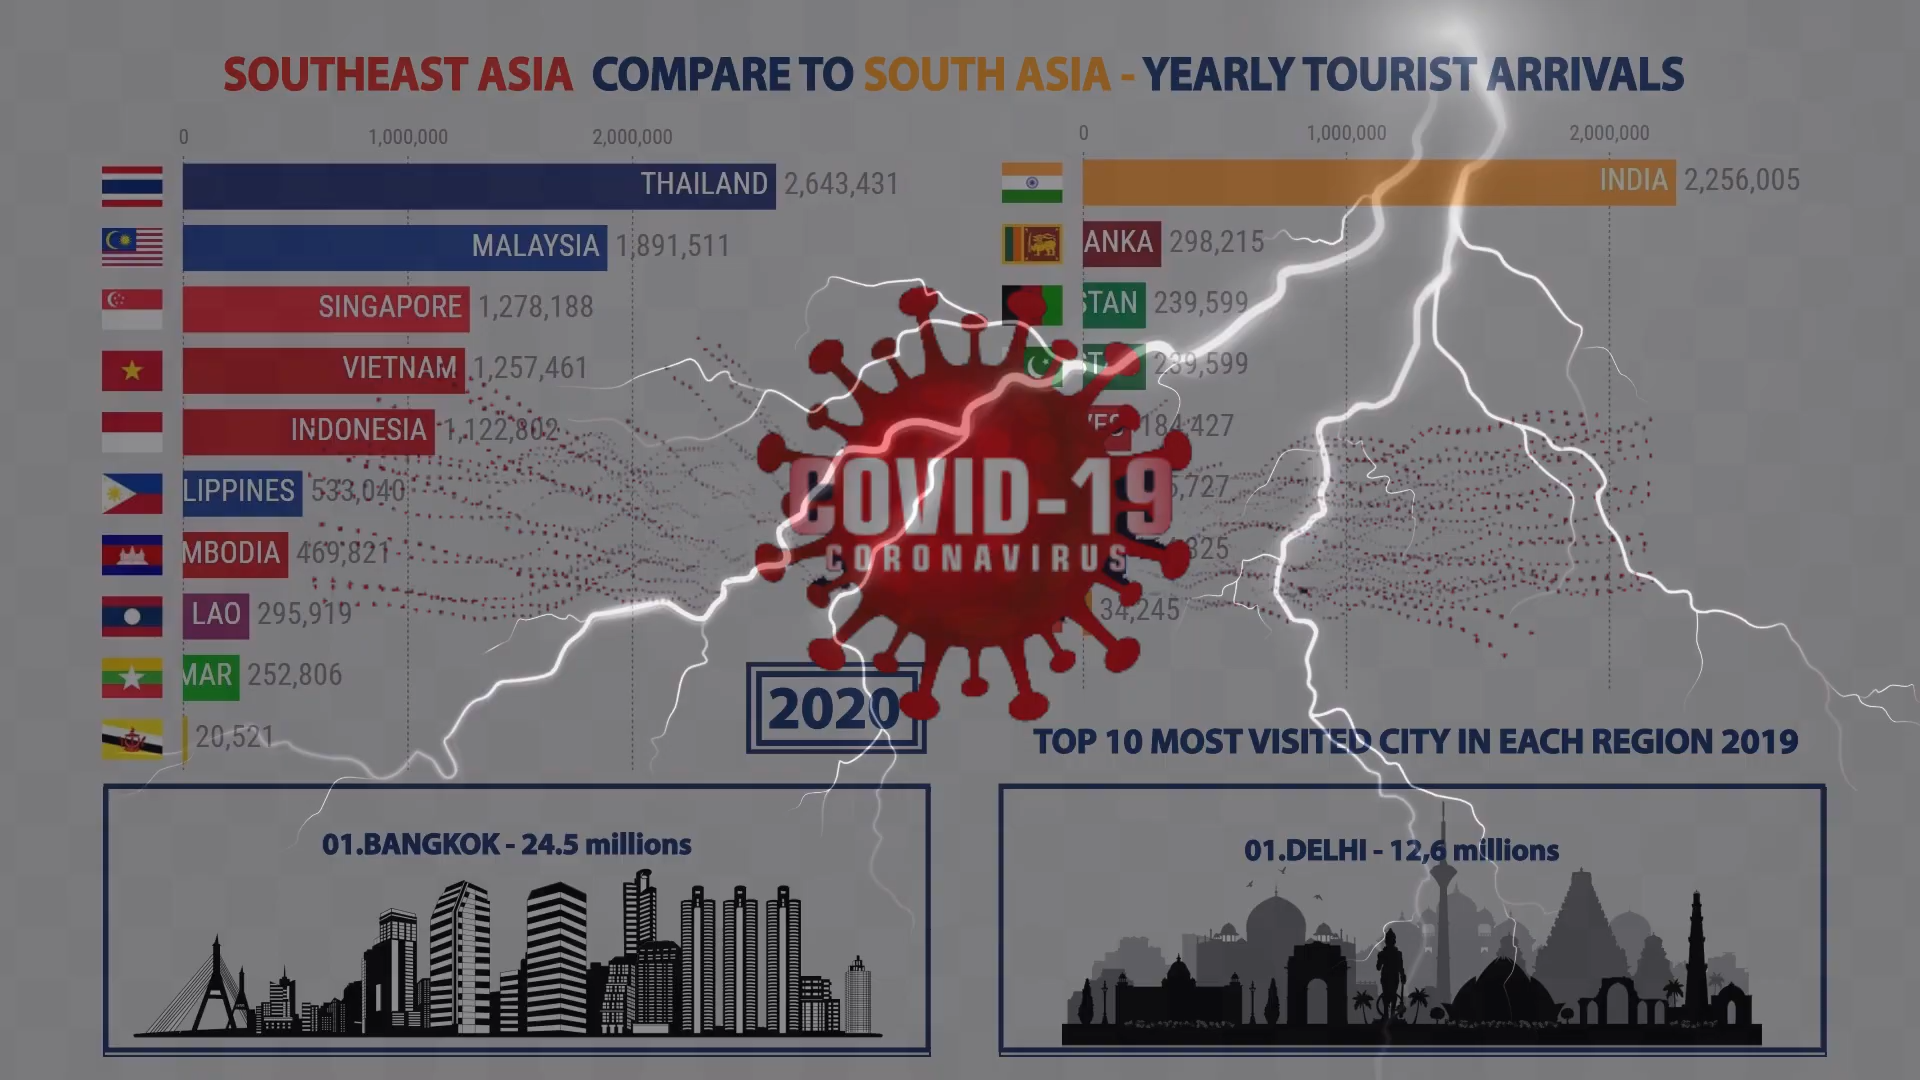 SOUTHEAST ASIA COMPARE TO SOUTH ASIA - YEARLY TOURIST ARRIVALS
0 1,000,000 2,000,000
THAILAND 2,643,431
MALAYSIA 1,891,511
SINGAPORE 1,278,188
VIETNAM 1,257,461
INDONESIA 1,122,802
LIPPINES 533,040
MBODIA 469,821
LAO 295,919
MAR 252,806
20,521
0 1,000,000 2,000,000
INDIA 2,256,005
ANKA 298,215
STAN 239,599
239,599
184,427
34,245
COVID-19
CORONAVIRUS
2020
TOP 10 MOST VISITED CITY IN EACH REGION 2019
01.BANGKOK - 24.5 millions
01.DELHI - 12,6 millions